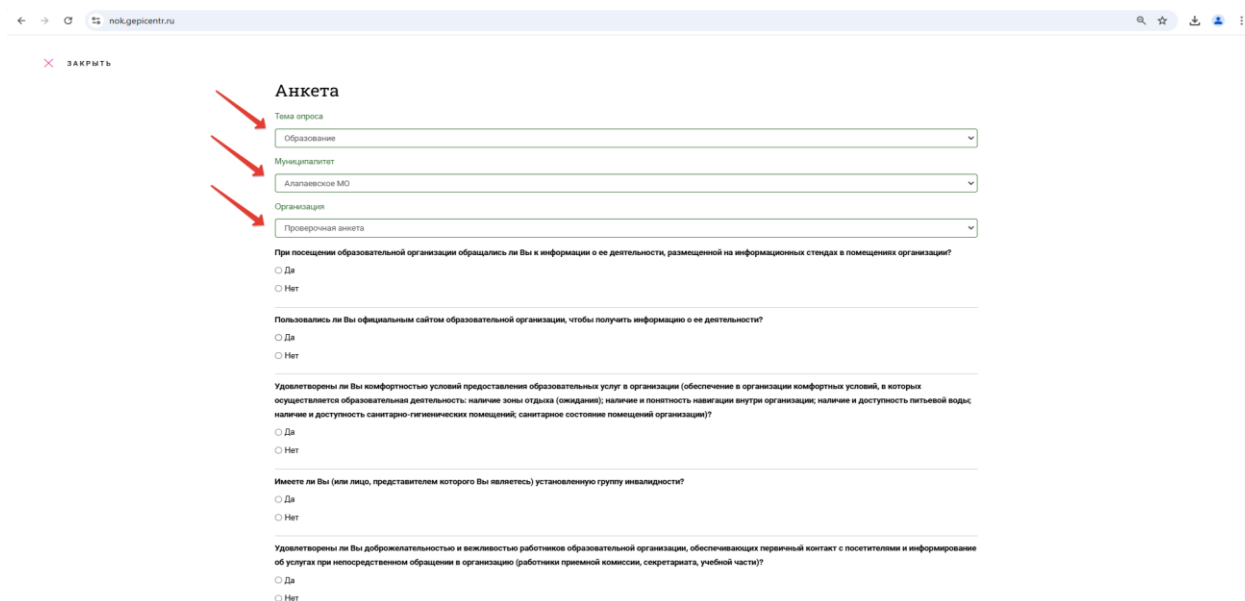 nok.gepicentr.ru
ЗАКРЫТЬ
Анкета
Тема опроса
Образование
Муниципалитет
Алапаевское МО
Организация
Проверочная анкета
При посещении образовательной организации обращались ли Вы к информации о ее деятельности, размещенной на информационных стендах в помещениях организации?
Да
Нет
Пользовались ли Вы официальным сайтом образовательной организации, чтобы получить информацию о ее деятельности?
Да
Нет
Удовлетворены ли Вы комфортностью условий предоставления образовательных услуг в организации (обеспечение в организации комфортных условий, в которых
осуществляется образовательная деятельность: наличие зоны отдыха (ожидания); наличие и понятность навигации внутри организации; наличие и доступность питьевой воды;
наличие и доступность санитарно-гигиенических помещений; санитарное состояние помещений организации)?
Да
Нет
Имеете ли Вы (или лицо, представителем которого Вы являетесь) установленную группу инвалидности?
Да
Нет
Удовлетворены ли Вы доброжелательностью и вежливостью работников образовательной организации, обеспечивающих первичный контакт с посетителями и информирование
об услугах при непосредственном обращении в организацию (работники приемной комиссии, секретариата, учебной части)?
Да
Нет